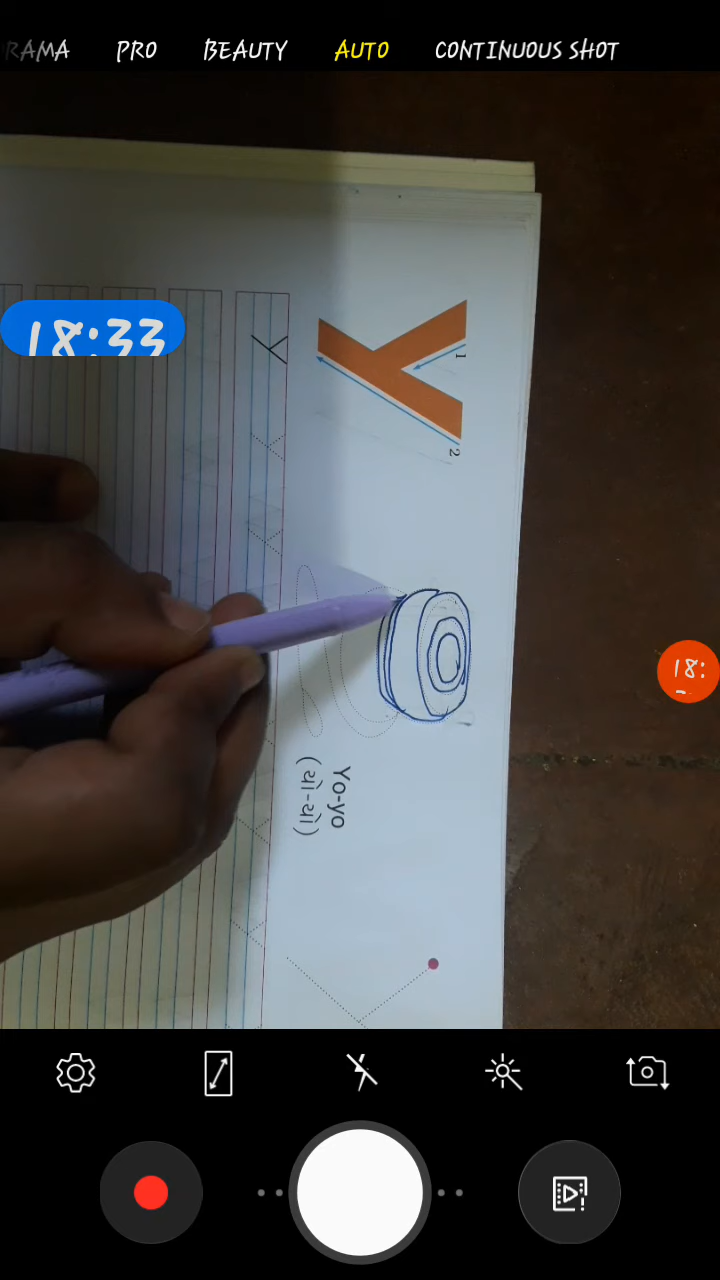 RAMA PRO BEAUTY AUTO CONTINUOUS SHOT
18:33
18:
Y
1
2
Y
Yo-yo
(यो-यो)